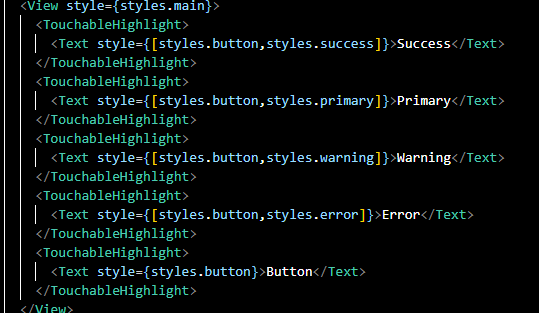 <View style={styles.main}>
<TouchableHighlight>
<Text style={[styles.button,styles.success]}>Success</Text>
</TouchableHighlight>
<TouchableHighlight>
<Text style={[styles.button,styles.primary]}>Primary</Text>
</TouchableHighlight>
<TouchableHighlight>
<Text style={[styles.button,styles.warning]}>Warning</Text>
</TouchableHighlight>
<TouchableHighlight>
<Text style={[styles.button,styles.error]}>Error</Text>
</TouchableHighlight>
<TouchableHighlight>
<Text style={styles.button}>Button</Text>
</TouchableHighlight>
</View>